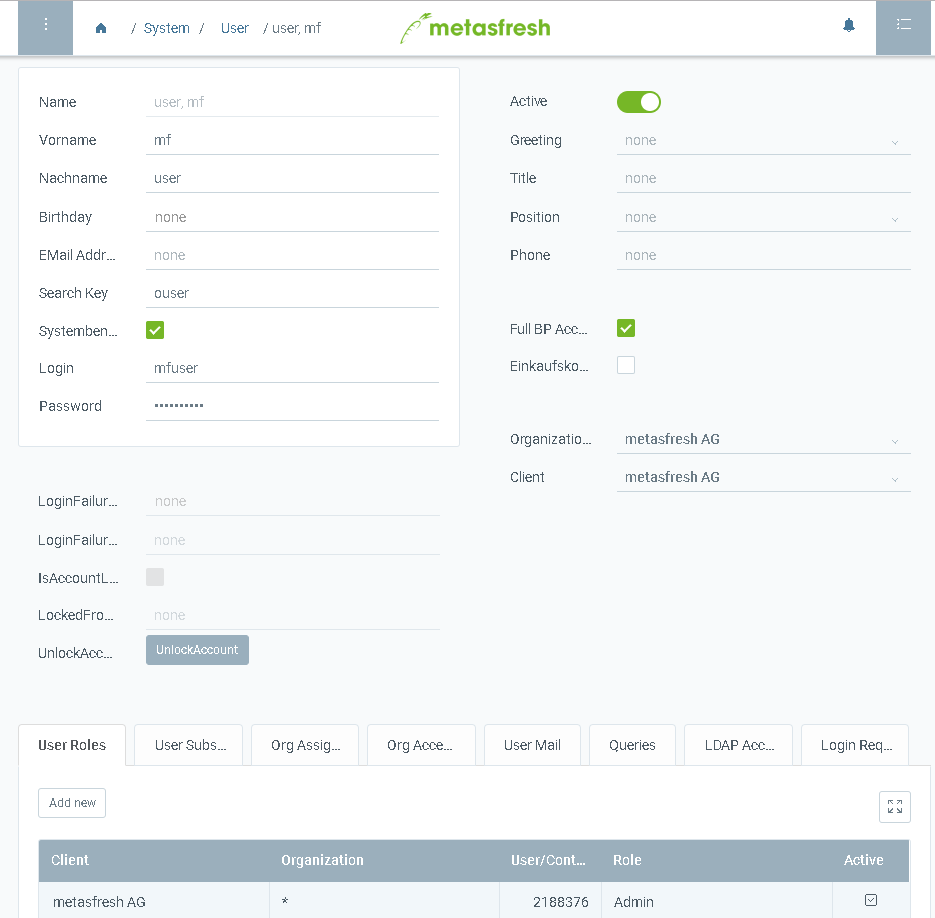 / System / User / user, mf
metasfresh
Name user, mf
Vorname mf
Nachname user
Birthday none
EMail Addr... none
Search Key ouser
Systemben...
Login mfuser
Password ••••••••••
Active
Greeting none
Title none
Position none
Phone none
Full BP Acc...
Einkaufsko...
Organizatio... metasfresh AG
Client metasfresh AG
LoginFailur... none
LoginFailur... none
IsAccountL...
LockedFro... none
UnlockAcc... UnlockAccount
User Roles User Subs... Org Assig... Org Acce... User Mail Queries LDAP Acc... Login Req...
Add new
Client Organization User/Cont... Role Active
metasfresh AG * 2188376 Admin